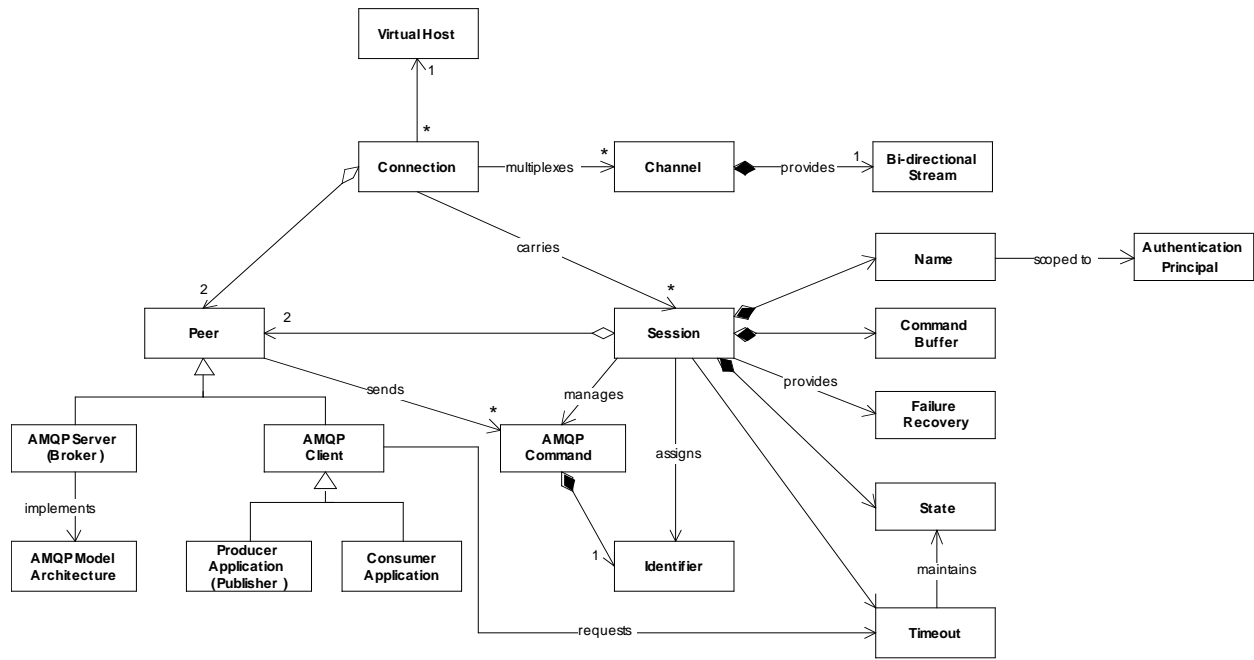 Virtual Host
1
*
Connection
multiplexes
*
Channel
provides
1
Bi-directional
Stream
carries
Name
scoped to
Authentication
Principal
2
*
Peer
2
Session
Command
Buffer
sends
manages
provides
Failure
Recovery
*
AMQP Server
(Broker)
AMQP
Client
AMQP
Command
assigns
implements
State
AMQP Model
Architecture
Producer
Application
(Publisher)
Consumer
Application
1
Identifier
maintains
requests
Timeout